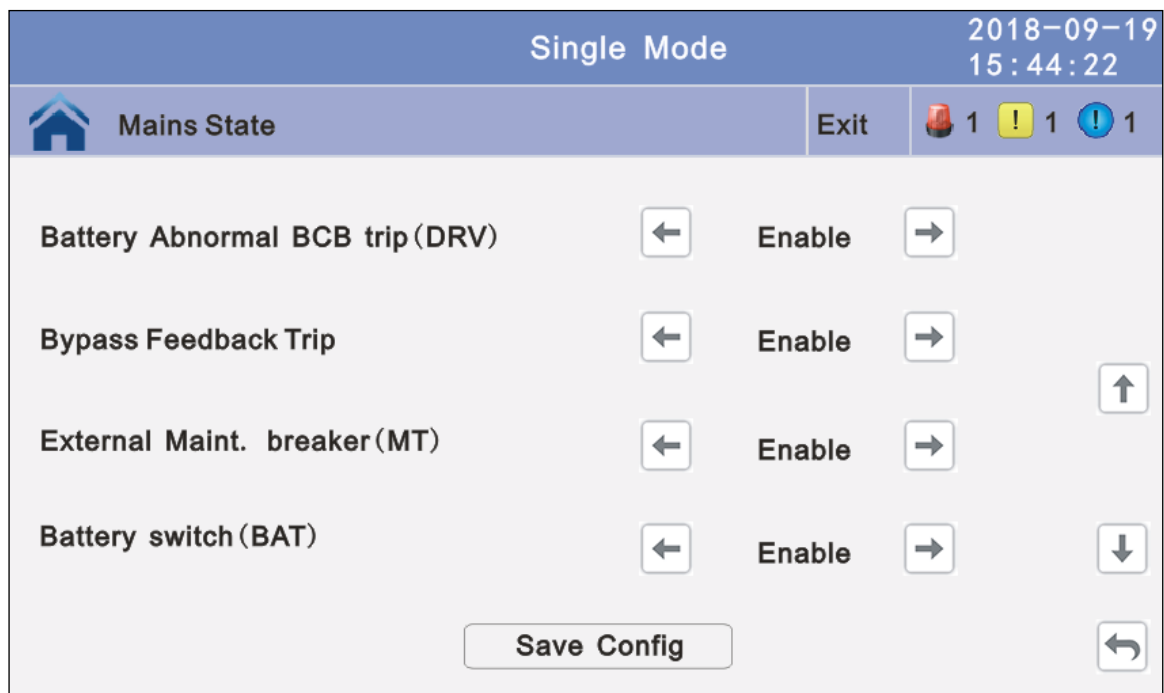 Single Mode
2018-09-19
15:44:22
Mains State
Exit
1
! 1
! 1
Battery Abnormal BCB trip(DRV)
Enable
Bypass Feedback Trip
Enable
External Maint. breaker(MT)
Enable
Battery switch(BAT)
Enable
Save Config